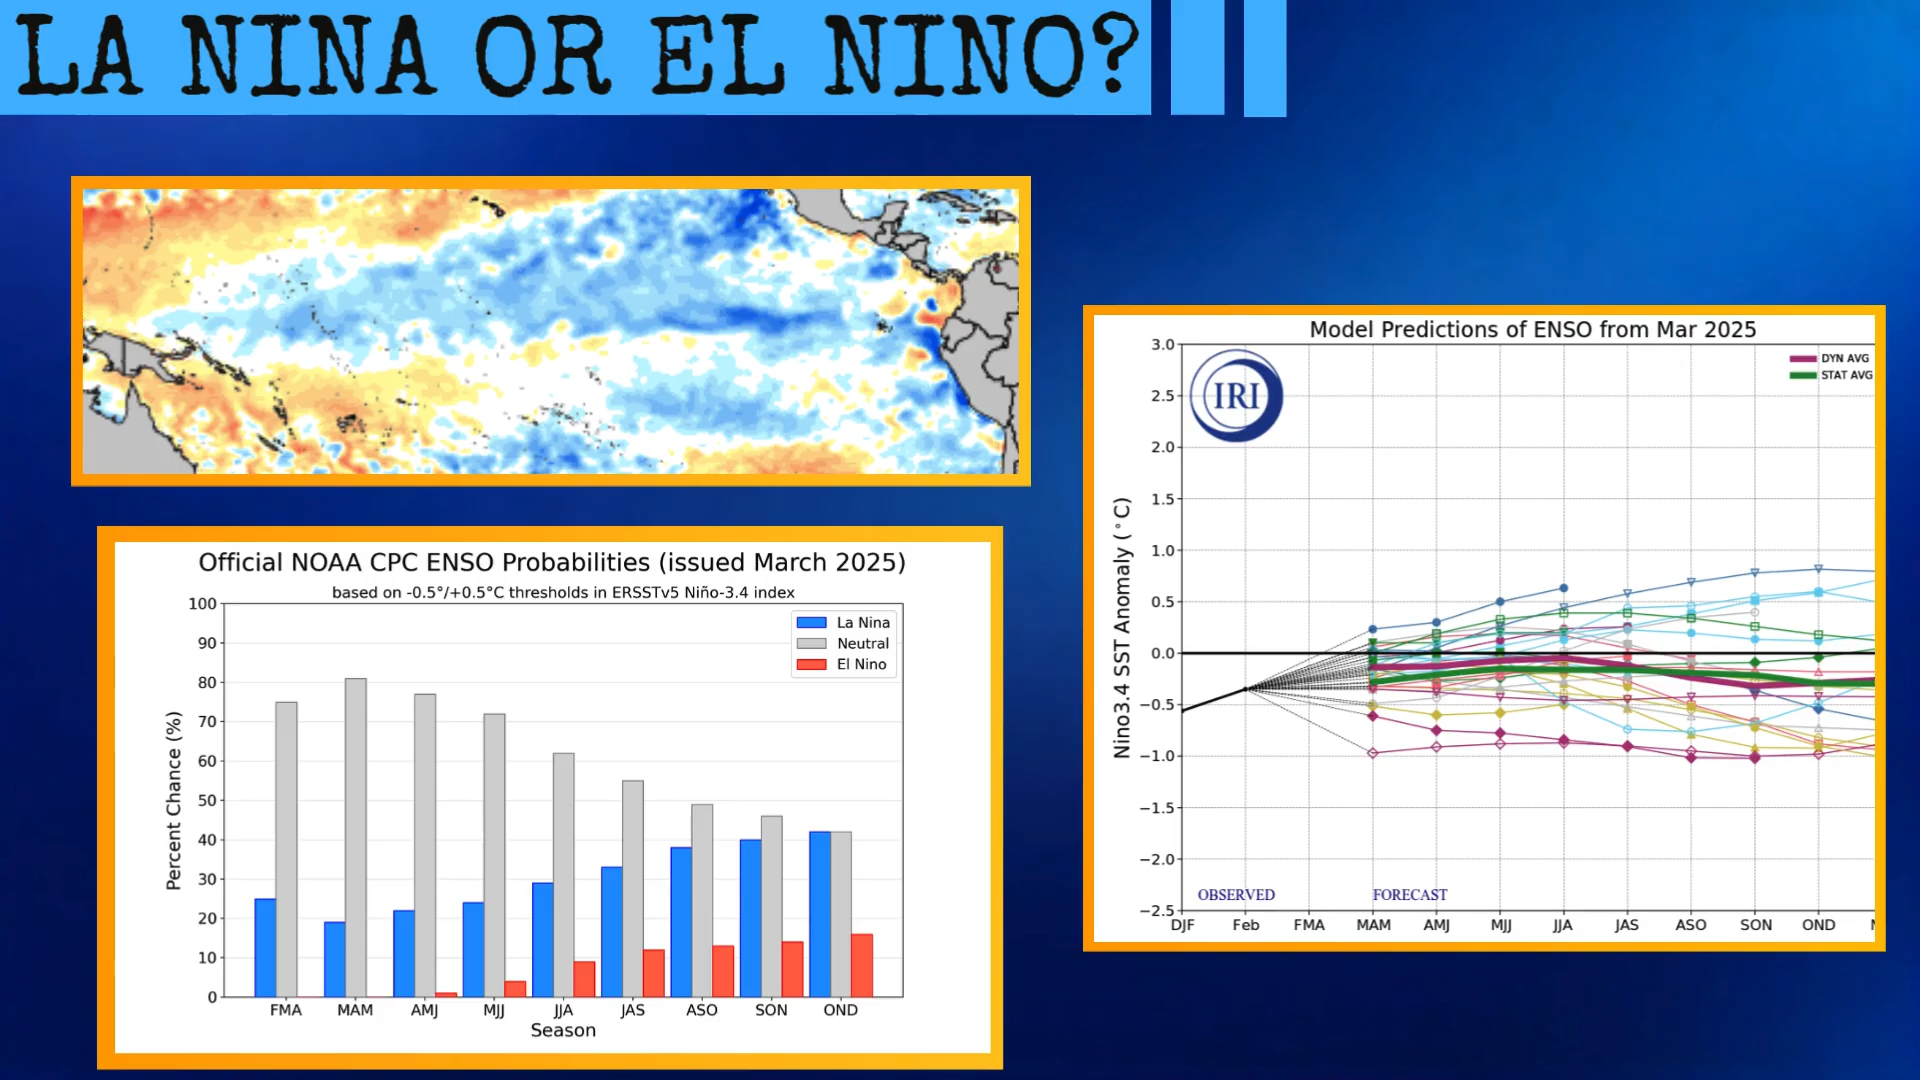 LA NINA OR EL NINO?
Official NOAA CPC ENSO Probabilities (issued March 2025)
based on -0.5°/+0.5°C thresholds in ERSSTv5 Niño-3.4 index
La Nina
Neutral
El Nino
Percent Chance (%)
100
90
80
70
60
50
40
30
20
10
0
FMA MAM AMJ MJJ JJA JAS ASO SON OND
Season
Model Predictions of ENSO from Mar 2025
IRI
DYN AVG
STAT AVG
Nino3.4 SST Anomaly (°C)
3.0
2.5
2.0
1.5
1.0
0.5
0.0
−0.5
−1.0
−1.5
−2.0
−2.5
OBSERVED FORECAST
DJF Feb FMA MAM AMJ MJJ JJA JAS ASO SON OND